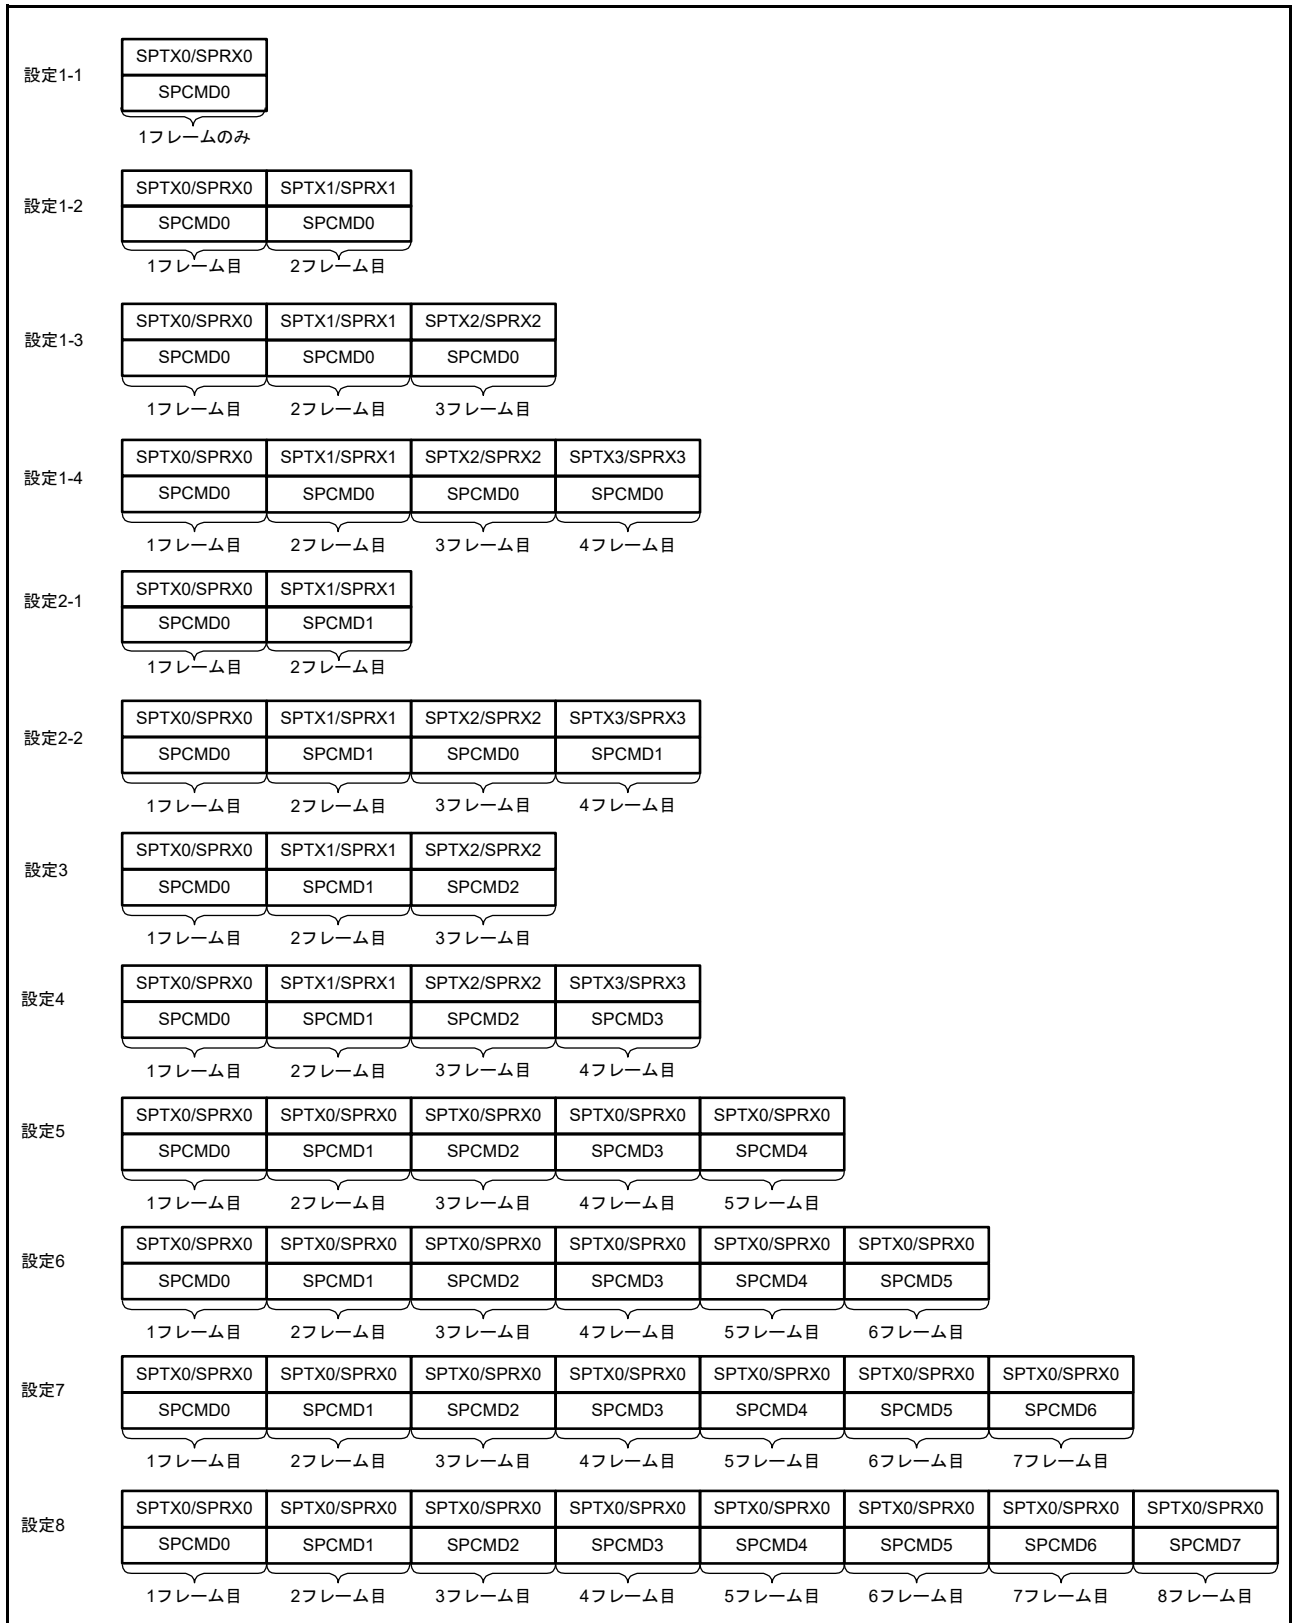 設定1-1
SPTX0/SPRX0
SPCMD0
1フレームのみ
設定1-2
SPTX0/SPRX0 SPTX1/SPRX1
SPCMD0 SPCMD0
1フレーム目 2フレーム目
設定1-3
SPTX0/SPRX0 SPTX1/SPRX1 SPTX2/SPRX2
SPCMD0 SPCMD0 SPCMD0
1フレーム目 2フレーム目 3フレーム目
設定1-4
SPTX0/SPRX0 SPTX1/SPRX1 SPTX2/SPRX2 SPTX3/SPRX3
SPCMD0 SPCMD0 SPCMD0 SPCMD0
1フレーム目 2フレーム目 3フレーム目 4フレーム目
設定2-1
SPTX0/SPRX0 SPTX1/SPRX1
SPCMD0 SPCMD1
1フレーム目 2フレーム目
設定2-2
SPTX0/SPRX0 SPTX1/SPRX1 SPTX2/SPRX2 SPTX3/SPRX3
SPCMD0 SPCMD1 SPCMD0 SPCMD1
1フレーム目 2フレーム目 3フレーム目 4フレーム目
設定3
SPTX0/SPRX0 SPTX1/SPRX1 SPTX2/SPRX2
SPCMD0 SPCMD1 SPCMD2
1フレーム目 2フレーム目 3フレーム目
設定4
SPTX0/SPRX0 SPTX1/SPRX1 SPTX2/SPRX2 SPTX3/SPRX3
SPCMD0 SPCMD1 SPCMD2 SPCMD3
1フレーム目 2フレーム目 3フレーム目 4フレーム目
設定5
SPTX0/SPRX0 SPTX0/SPRX0 SPTX0/SPRX0 SPTX0/SPRX0 SPTX0/SPRX0
SPCMD0 SPCMD1 SPCMD2 SPCMD3 SPCMD4
1フレーム目 2フレーム目 3フレーム目 4フレーム目 5フレーム目
設定6
SPTX0/SPRX0 SPTX0/SPRX0 SPTX0/SPRX0 SPTX0/SPRX0 SPTX0/SPRX0 SPTX0/SPRX0
SPCMD0 SPCMD1 SPCMD2 SPCMD3 SPCMD4 SPCMD5
1フレーム目 2フレーム目 3フレーム目 4フレーム目 5フレーム目 6フレーム目
設定7
SPTX0/SPRX0 SPTX0/SPRX0 SPTX0/SPRX0 SPTX0/SPRX0 SPTX0/SPRX0 SPTX0/SPRX0 SPTX0/SPRX0
SPCMD0 SPCMD1 SPCMD2 SPCMD3 SPCMD4 SPCMD5 SPCMD6
1フレーム目 2フレーム目 3フレーム目 4フレーム目 5フレーム目 6フレーム目 7フレーム目
設定8
SPTX0/SPRX0 SPTX0/SPRX0 SPTX0/SPRX0 SPTX0/SPRX0 SPTX0/SPRX0 SPTX0/SPRX0 SPTX0/SPRX0 SPTX0/SPRX0
SPCMD0 SPCMD1 SPCMD2 SPCMD3 SPCMD4 SPCMD5 SPCMD6 SPCMD7
1フレーム目 2フレーム目 3フレーム目 4フレーム目 5フレーム目 6フレーム目 7フレーム目 8フレーム目